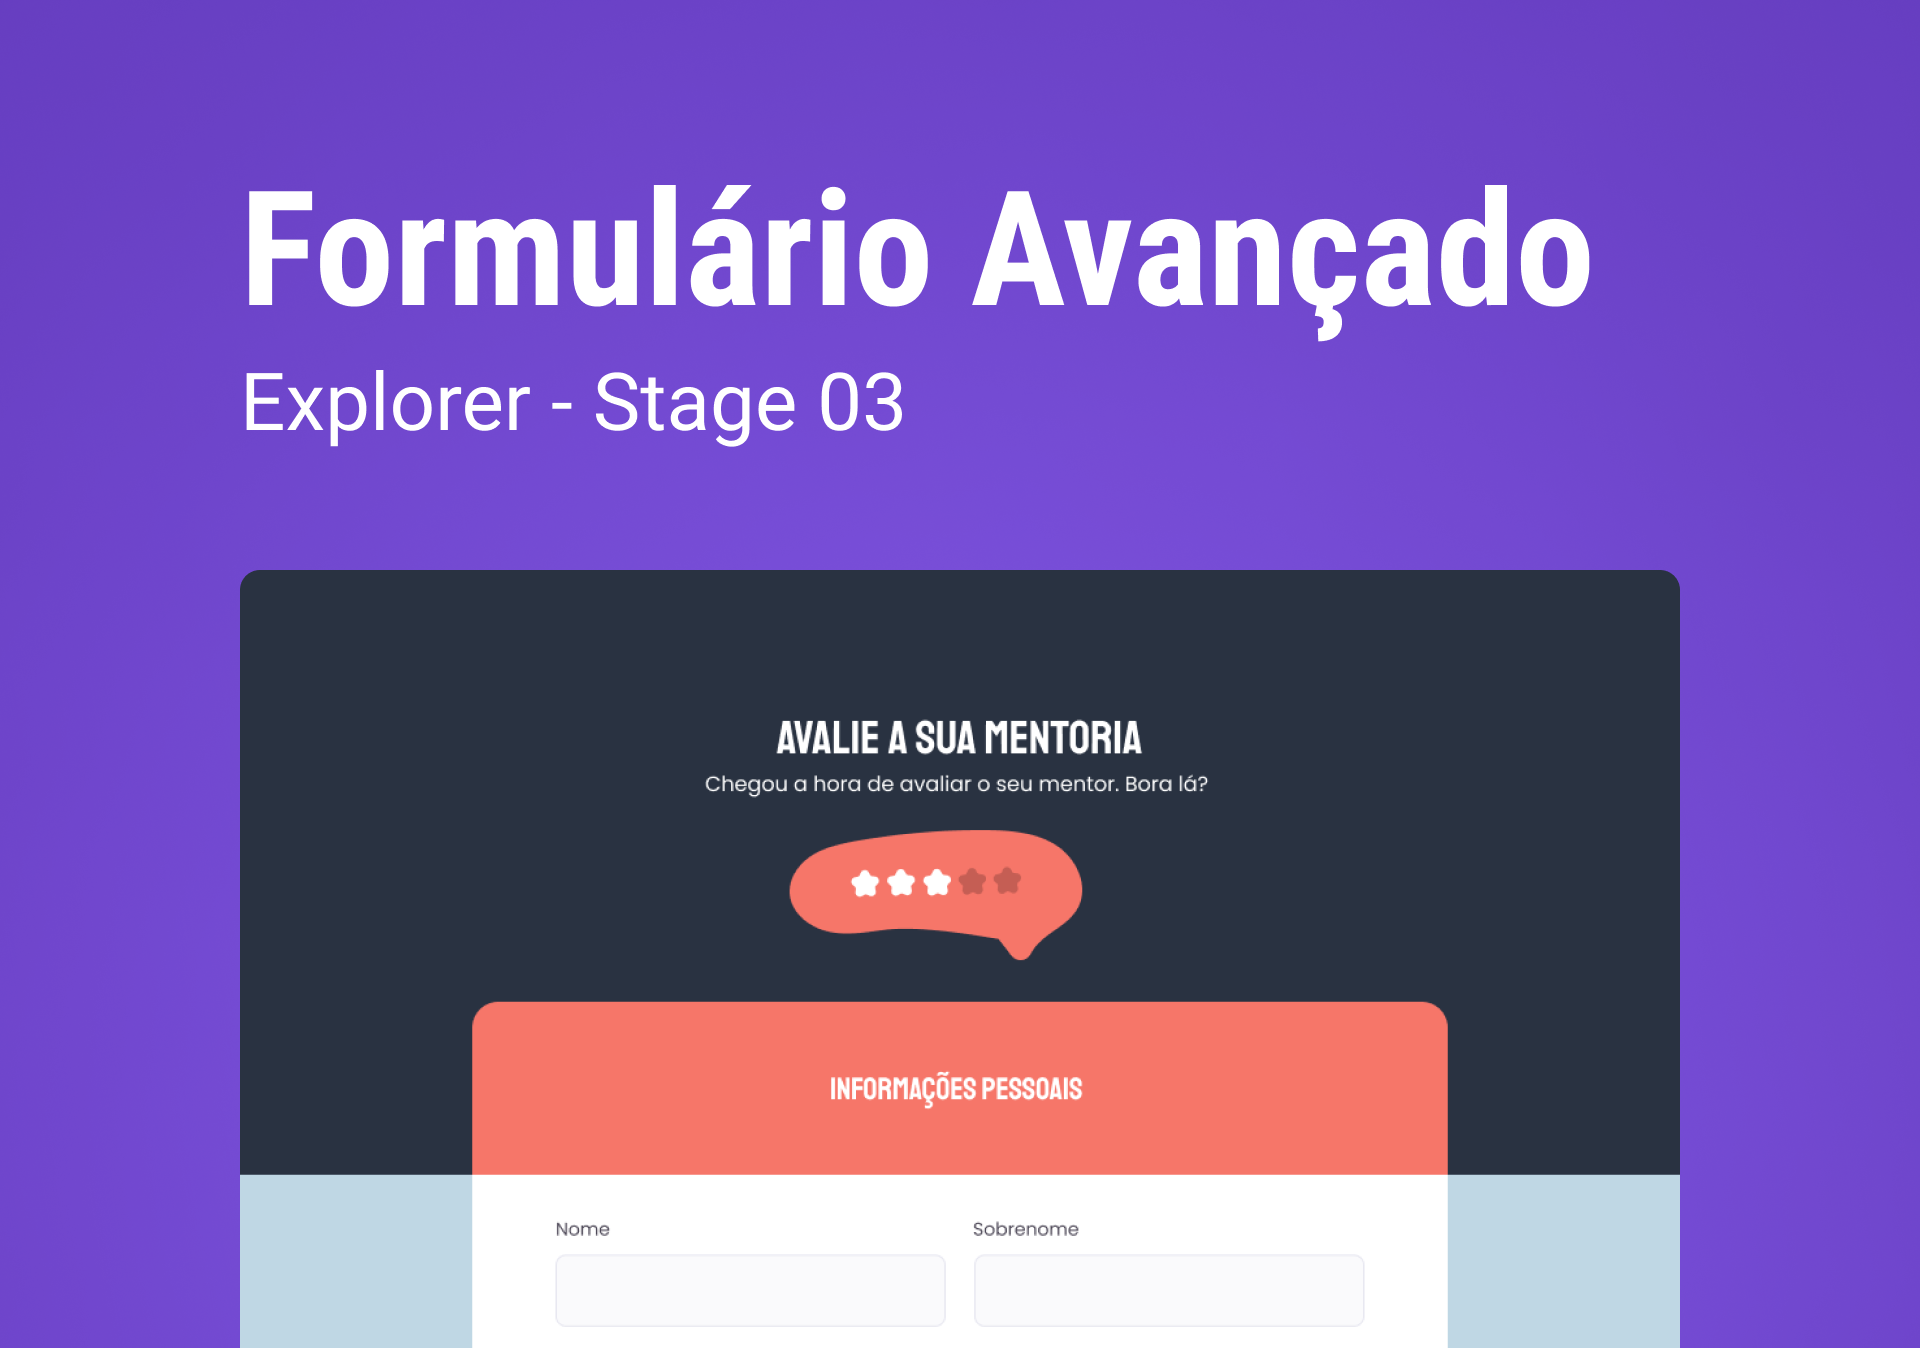 Formulário Avançado
Explorer - Stage 03
AVALIE A SUA MENTORIA
Chegou a hora de avaliar o seu mentor. Bora lá?
INFORMAÇÕES PESSOAIS
Nome Sobrenome